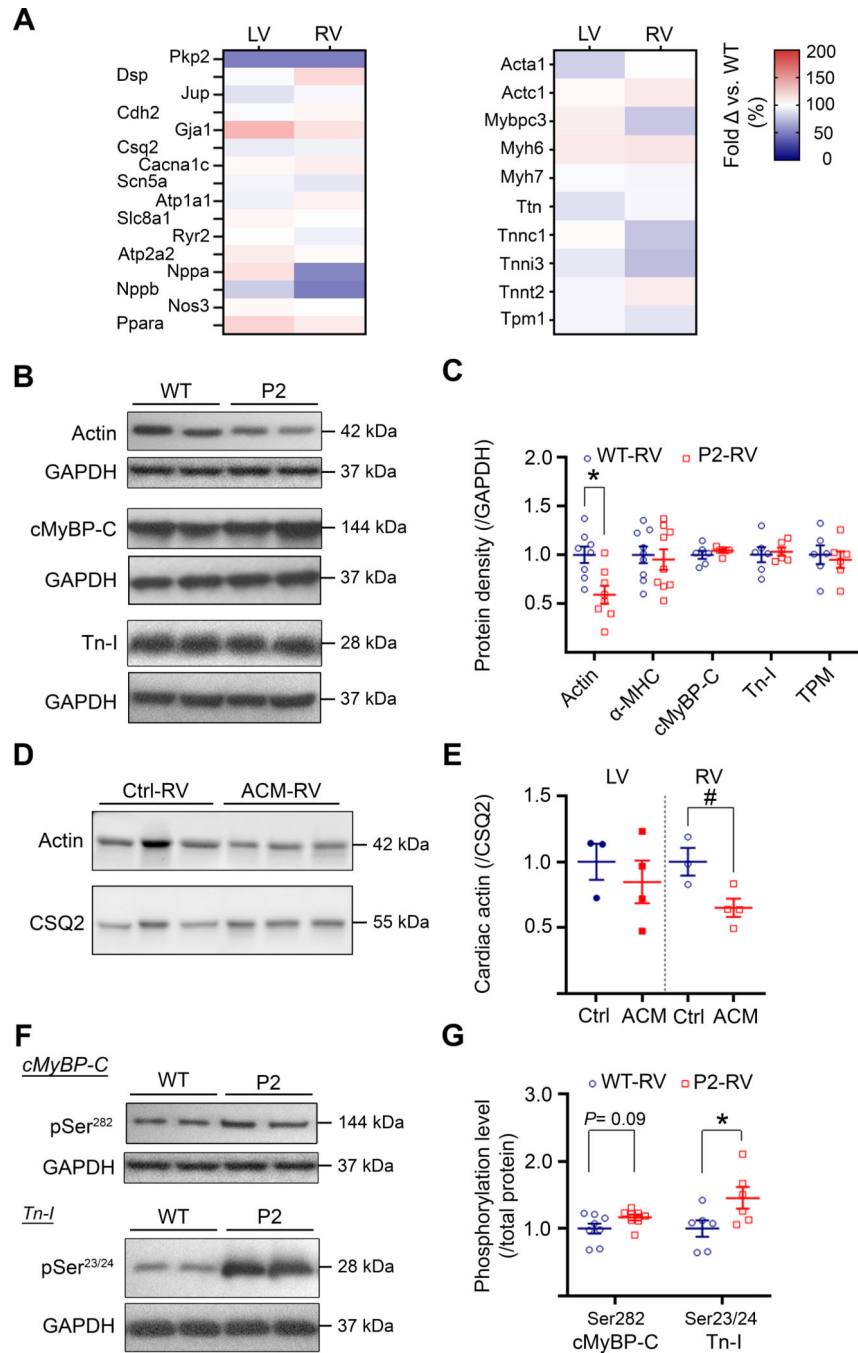 A
LV RV
Pkp2
Dsp
Jup
Cdh2
Gja1
Csq2
Cacna1c
Scn5a
Atp1a1
Slc8a1
Ryr2
Atp2a2
Nppa
Nppb
Nos3
Ppara
LV RV
Acta1
Actc1
Mybpc3
Myh6
Myh7
Ttn
Tnnc1
Tnni3
Tnnt2
Tpm1
Fold Δ vs. WT
(%)
200
150
100
50
0
B
WT P2
Actin 42 kDa
GAPDH 37 kDa
cMyBP-C 144 kDa
GAPDH 37 kDa
Tn-I 28 kDa
GAPDH 37 kDa
C
Protein density (/GAPDH)
2.0
1.5
1.0
0.5
WT-RV P2-RV
*
Actin α-MHC cMyBP-C Tn-I TPM
D
Ctrl-RV ACM-RV
Actin 42 kDa
CSQ2 55 kDa
E
Cardiac actin (/CSQ2)
1.5
1.0
0.5
LV RV
#
Ctrl ACM Ctrl ACM
F
cMyBP-C
WT P2
pSer282 144 kDa
GAPDH 37 kDa
Tn-I
WT P2
pSer23/24 28 kDa
GAPDH 37 kDa
G
Phosphorylation level
(/total protein)
3.0
2.0
1.0
WT-RV P2-RV
P= 0.09 *
Ser282 Ser23/24
cMyBP-C Tn-I